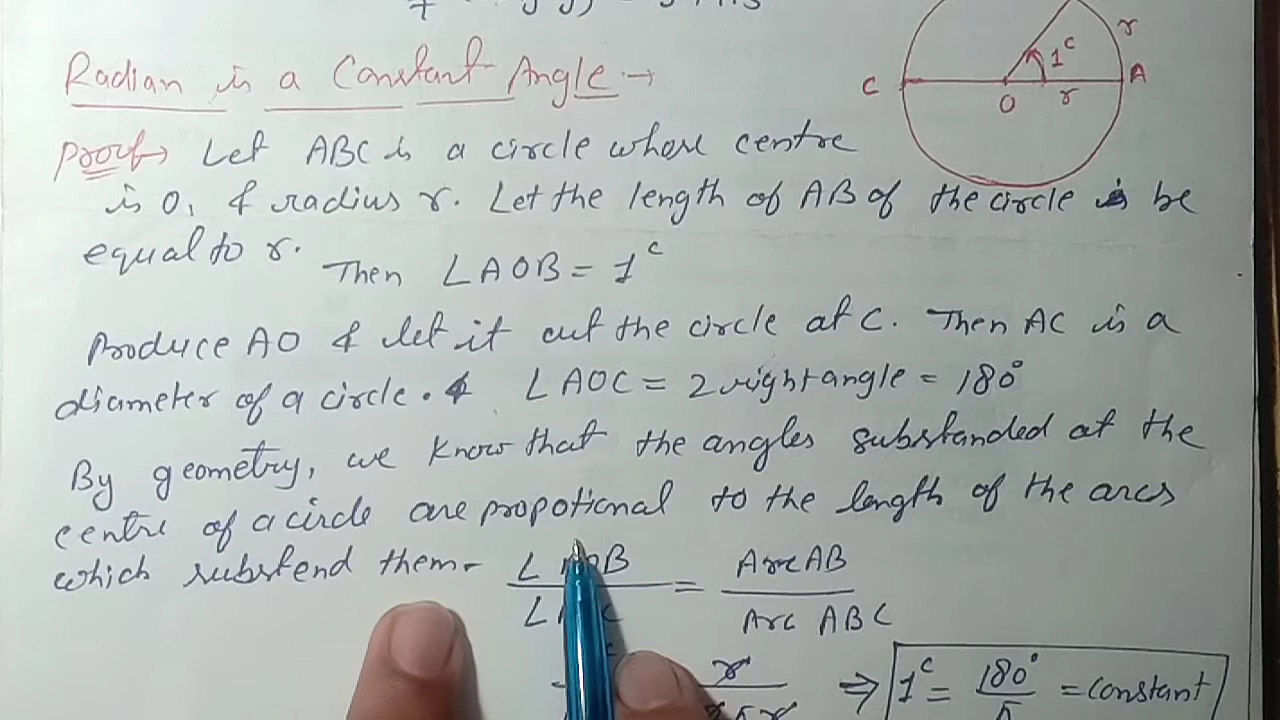 Radian is a Constant Angle :→
Proof→ Let ABC is a circle whose centre
is O, & radius r. Let the length of AB of the circle is be
equal to r. Then ∠AOB = 1ᶜ
Produce AO & let it cut the circle at C. Then AC is a
diameter of a circle. & ∠AOC = 2 right angle = 180°
By geometry, we know that the angles substanded at the
centre of a circle are propotional to the length of the arcs
which substend them-
∠ B / ∠ = Arc AB / Arc ABC
r
⇒ 1ᶜ = 180° / π = Constant
r
1ᶜ
C O r A